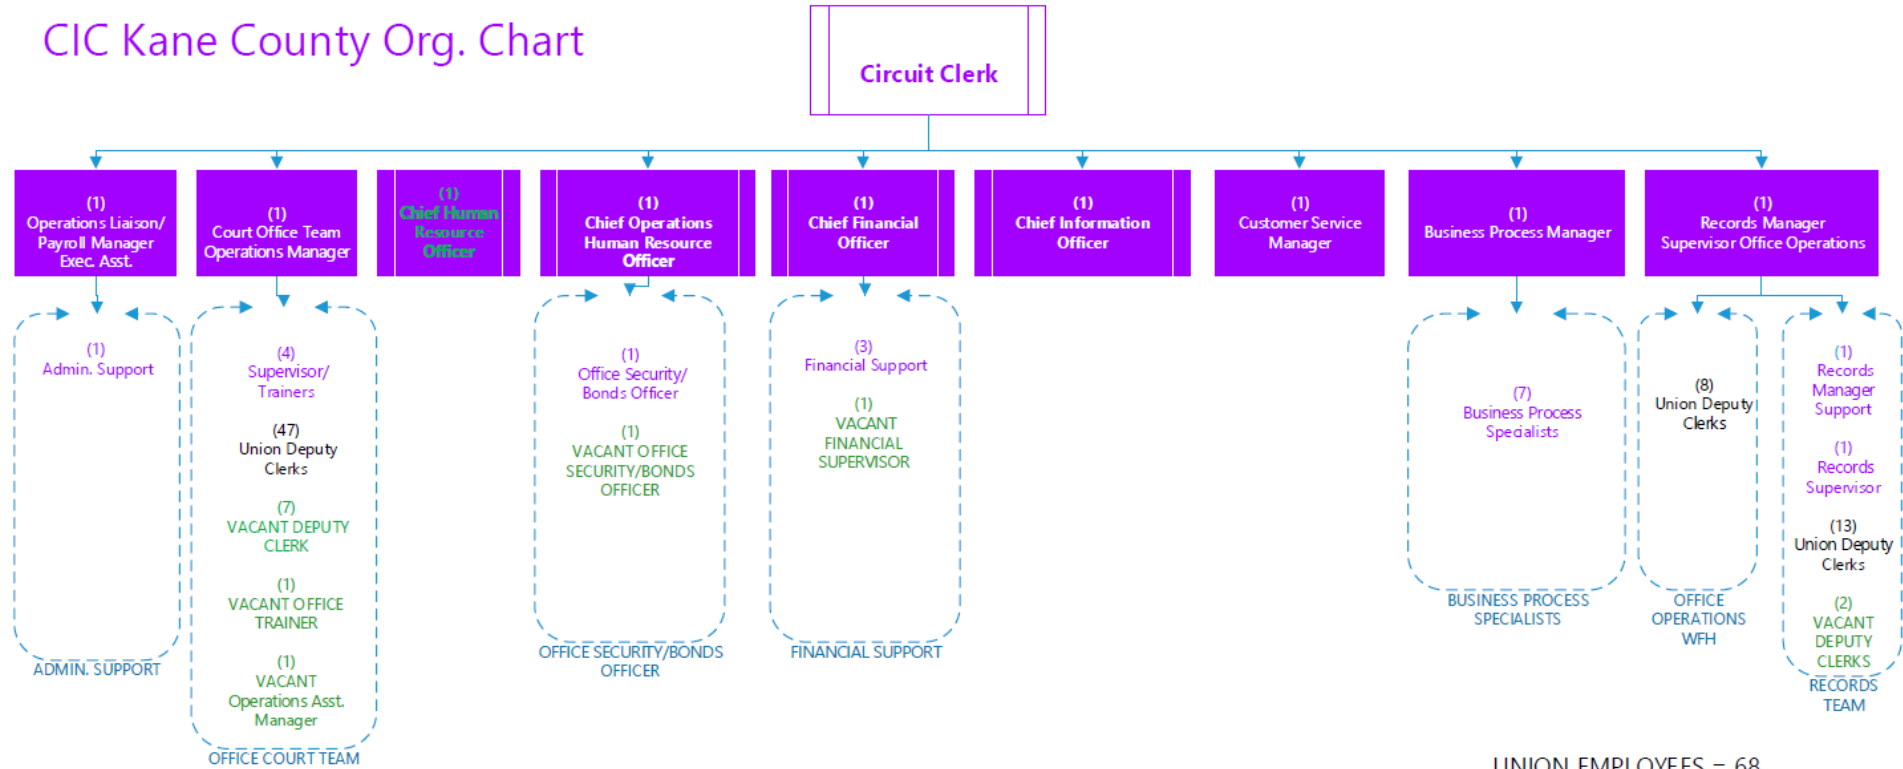 CIC Kane County Org. Chart
Circuit Clerk
(1)
Operations Liaison/
Payroll Manager
Exec. Asst.
(1)
Court Office Team
Operations Manager
(1)
Chief Human
Resource
Officer
(1)
Chief Operations
Human Resource
Officer
(1)
Chief Financial
Officer
(1)
Chief Information
Officer
(1)
Customer Service
Manager
(1)
Business Process Manager
(1)
Records Manager
Supervisor Office Operations
(1)
Admin. Support
ADMIN. SUPPORT
(4)
Supervisor/
Trainers
(47)
Union Deputy
Clerks
(7)
VACANT DEPUTY
CLERK
(1)
VACANT OFFICE
TRAINER
(1)
VACANT
Operations Asst.
Manager
OFFICE COURT TEAM
(1)
Office Security/
Bonds Officer
(1)
VACANT OFFICE
SECURITY/BONDS
OFFICER
OFFICE SECURITY/BONDS
OFFICER
(3)
Financial Support
(1)
VACANT
FINANCIAL
SUPERVISOR
FINANCIAL SUPPORT
(7)
Business Process
Specialists
BUSINESS PROCESS
SPECIALISTS
(8)
Union Deputy
Clerks
OFFICE
OPERATIONS
WFH
(1)
Records
Manager
Support
(1)
Records
Supervisor
(13)
Union Deputy
Clerks
(2)
VACANT
DEPUTY
CLERKS
RECORDS
TEAM
UNION EMPLOYEES = 68